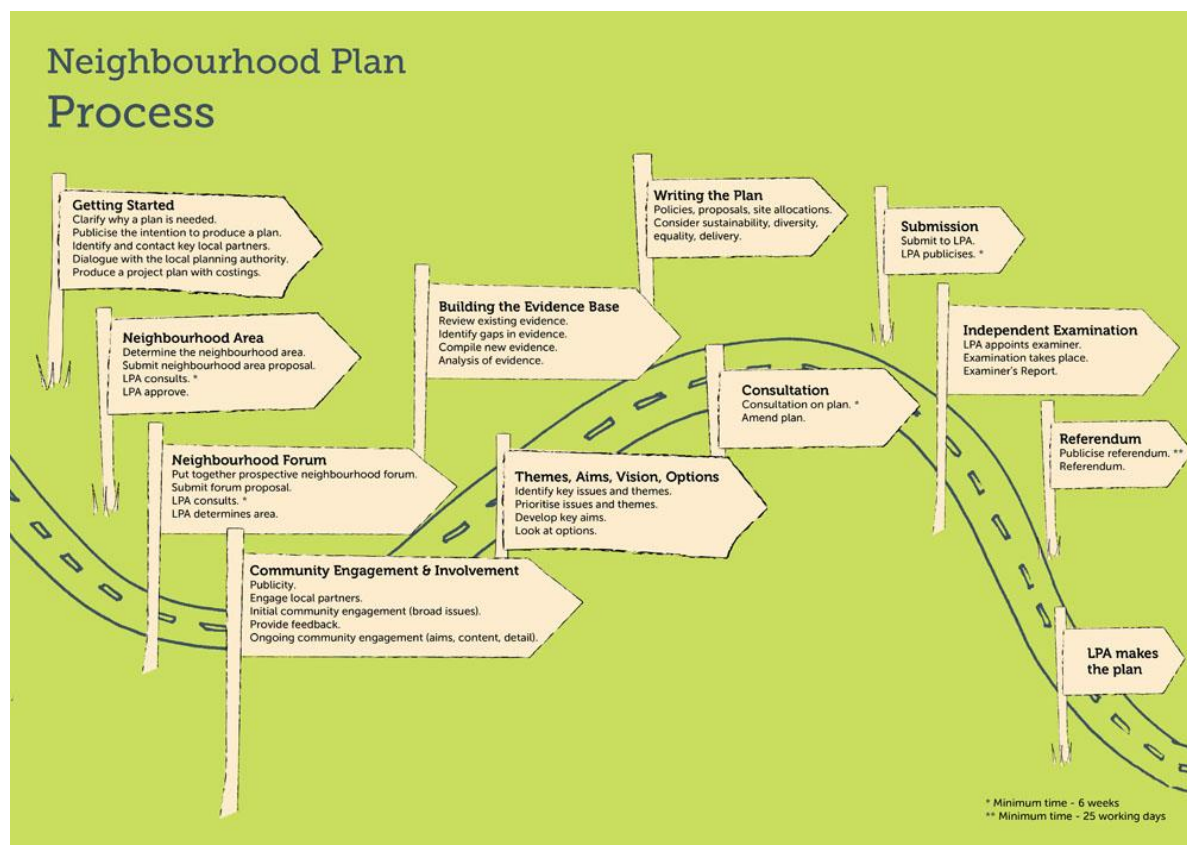 Neighbourhood Plan
Process
Getting Started
Clarify why a plan is needed.
Publicise the intention to produce a plan.
Identify and contact key local partners.
Dialogue with the local planning authority.
Produce a project plan with costings.
Neighbourhood Area
Determine the neighbourhood area.
Submit neighbourhood area proposal.
LPA consults. *
LPA approve.
Neighbourhood Forum
Put together prospective neighbourhood forum.
Submit forum proposal.
LPA consults. *
LPA determines area.
Community Engagement & Involvement
Publicity.
Engage local partners.
Initial community engagement (broad issues).
Provide feedback.
Ongoing community engagement (aims, content, detail).
Building the Evidence Base
Review existing evidence.
Identify gaps in evidence.
Compile new evidence.
Analysis of evidence.
Themes, Aims, Vision, Options
Identify key issues and themes.
Prioritise issues and themes.
Develop key aims.
Look at options.
Writing the Plan
Policies, proposals, site allocations.
Consider sustainability, diversity,
equality, delivery.
Consultation
Consultation on plan. *
Amend plan.
Submission
Submit to LPA.
LPA publicises. *
Independent Examination
LPA appoints examiner.
Examination takes place.
Examiner's Report.
Referendum
Publicise referendum. **
Referendum.
LPA makes
the plan
* Minimum time - 6 weeks
** Minimum time - 25 working days